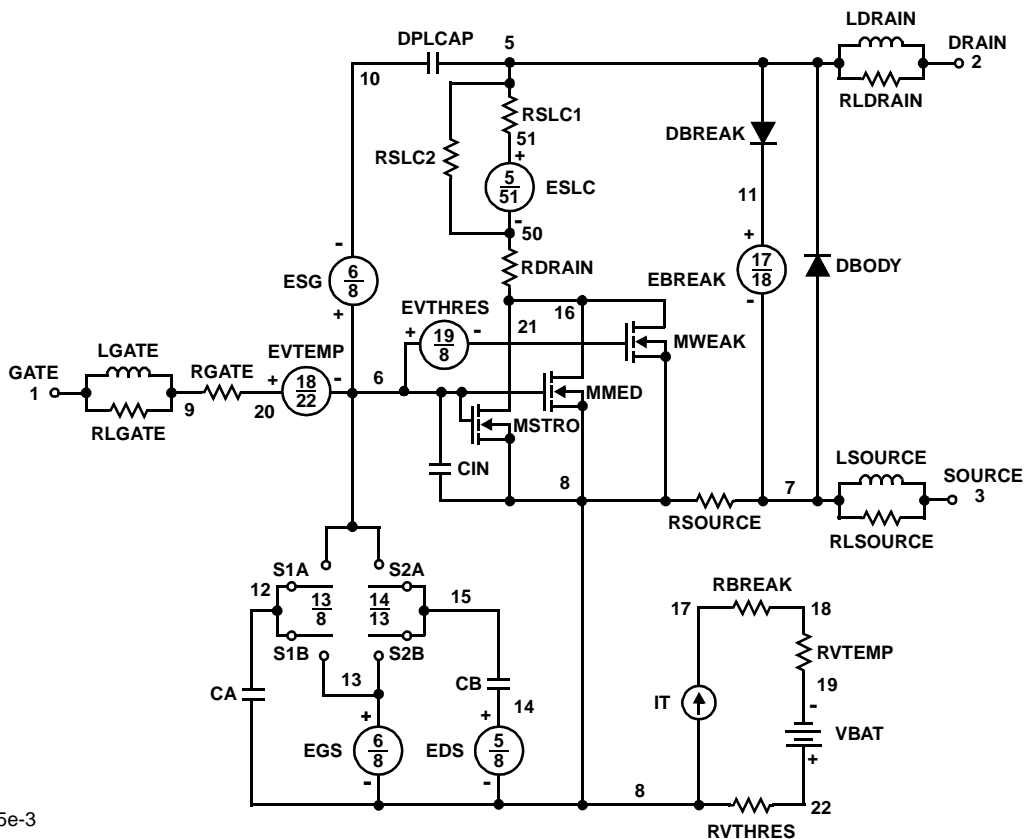 LDRAIN
DPLCAP 5 DRAIN
10 2
RSLC1 RLDRAIN
51 DBREAK
+
RSLC2
5
51 ESLC 11
-
50 +
-
RDRAIN 17
18 DBODY
6
8 EBREAK
ESG EVTHRES 16 -
+ + 19
8 - 21
MWEAK
LGATE EVTEMP
GATE RGATE + 18
22 - 6
1 MMED
9 20 MSTRO
RLGATE LSOURCE
CIN 8 7 SOURCE
3
RSOURCE
RLSOURCE
S1A S2A
12 13
8 14
13 15 RBREAK
17 18
S1B S2B RVTEMP
13 CB 19
CA 14 IT -
+ + VBAT
EGS 6
8 EDS 5
8 +
- - 8 22
RVTHRES
5e-3